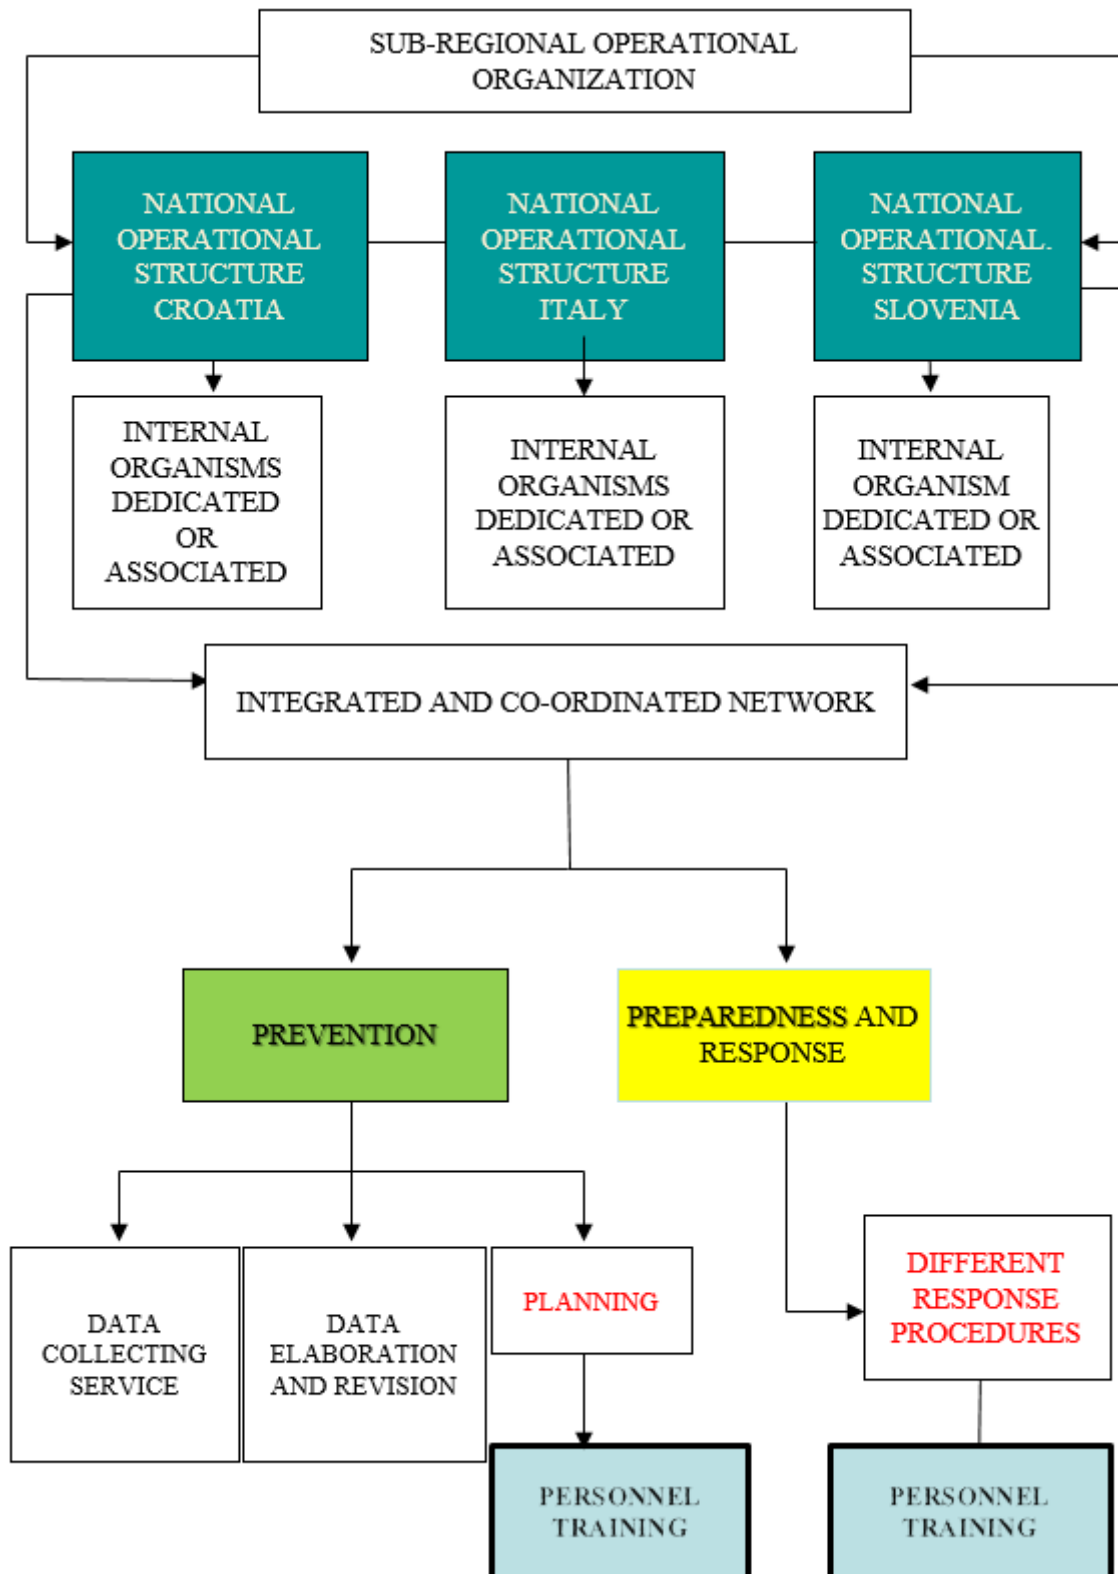 SUB-REGIONAL OPERATIONAL
ORGANIZATION
NATIONAL
OPERATIONAL
STRUCTURE
CROATIA
NATIONAL
OPERATIONAL
STRUCTURE
ITALY
NATIONAL
OPERATIONAL.
STRUCTURE
SLOVENIA
INTERNAL
ORGANISMS
DEDICATED
OR
ASSOCIATED
INTERNAL
ORGANISMS
DEDICATED OR
ASSOCIATED
INTERNAL
ORGANISM
DEDICATED OR
ASSOCIATED
INTEGRATED AND CO-ORDINATED NETWORK
PREVENTION
PREPAREDNESS AND
RESPONSE
DATA
COLLECTING
SERVICE
DATA
ELABORATION
AND REVISION
PLANNING
DIFFERENT
RESPONSE
PROCEDURES
PERSONNEL
TRAINING
PERSONNEL
TRAINING